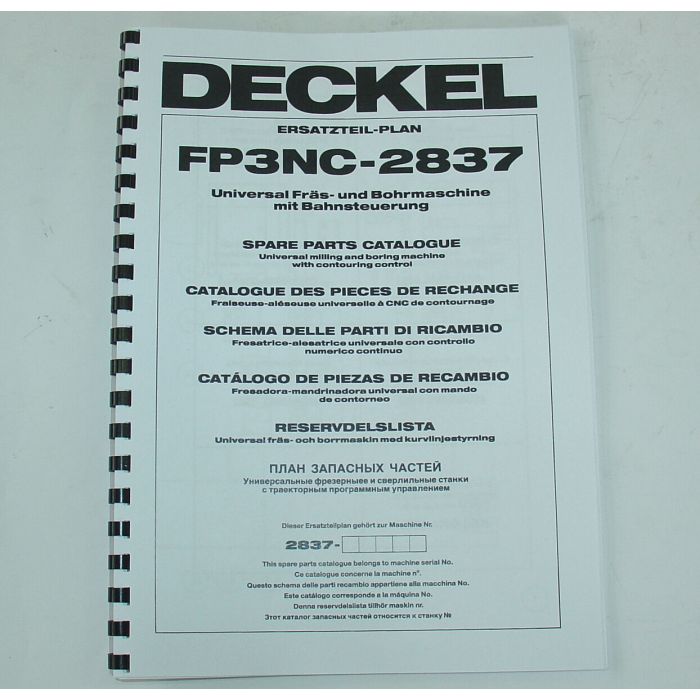 DECKEL
ERSATZTEIL-PLAN
FP3NC-2837
Universal Fräs- und Bohrmaschine
mit Bahnsteuerung
SPARE PARTS CATALOGUE
Universal milling and boring machine
with contouring control
CATALOGUE DES PIECES DE RECHANGE
Fraiseuse-aléseuse universelle à CNC de contournage
SCHEMA DELLE PARTI DI RICAMBIO
Fresatrice-alesatrice universale con controllo
numerico continuo
CATÁLOGO DE PIEZAS DE RECAMBIO
Fresadora-mandrinadora universal con mando
de contorneo
RESERVDELSLISTA
Universal fräs- och borrmaskin med kurvlinjestyrning
ПЛАН ЗАПАСНЫХ ЧАСТЕЙ
Универсальные фрезерныее и сверлильные станки
с траекторным программным управлением
Dieser Ersatzteilplan gehört zur Maschine Nr.
2837-
This spare parts catalogue belongs to machine serial No.
Ce catalogue concerne la machine n°.
Questo schema delle parti recambio appartiene alla macchina No.
Este catálogo corresponde a la máquina No.
Denna reservdelslista tillhör maskin nr.
Этот каталог запасных частей относится к станку №